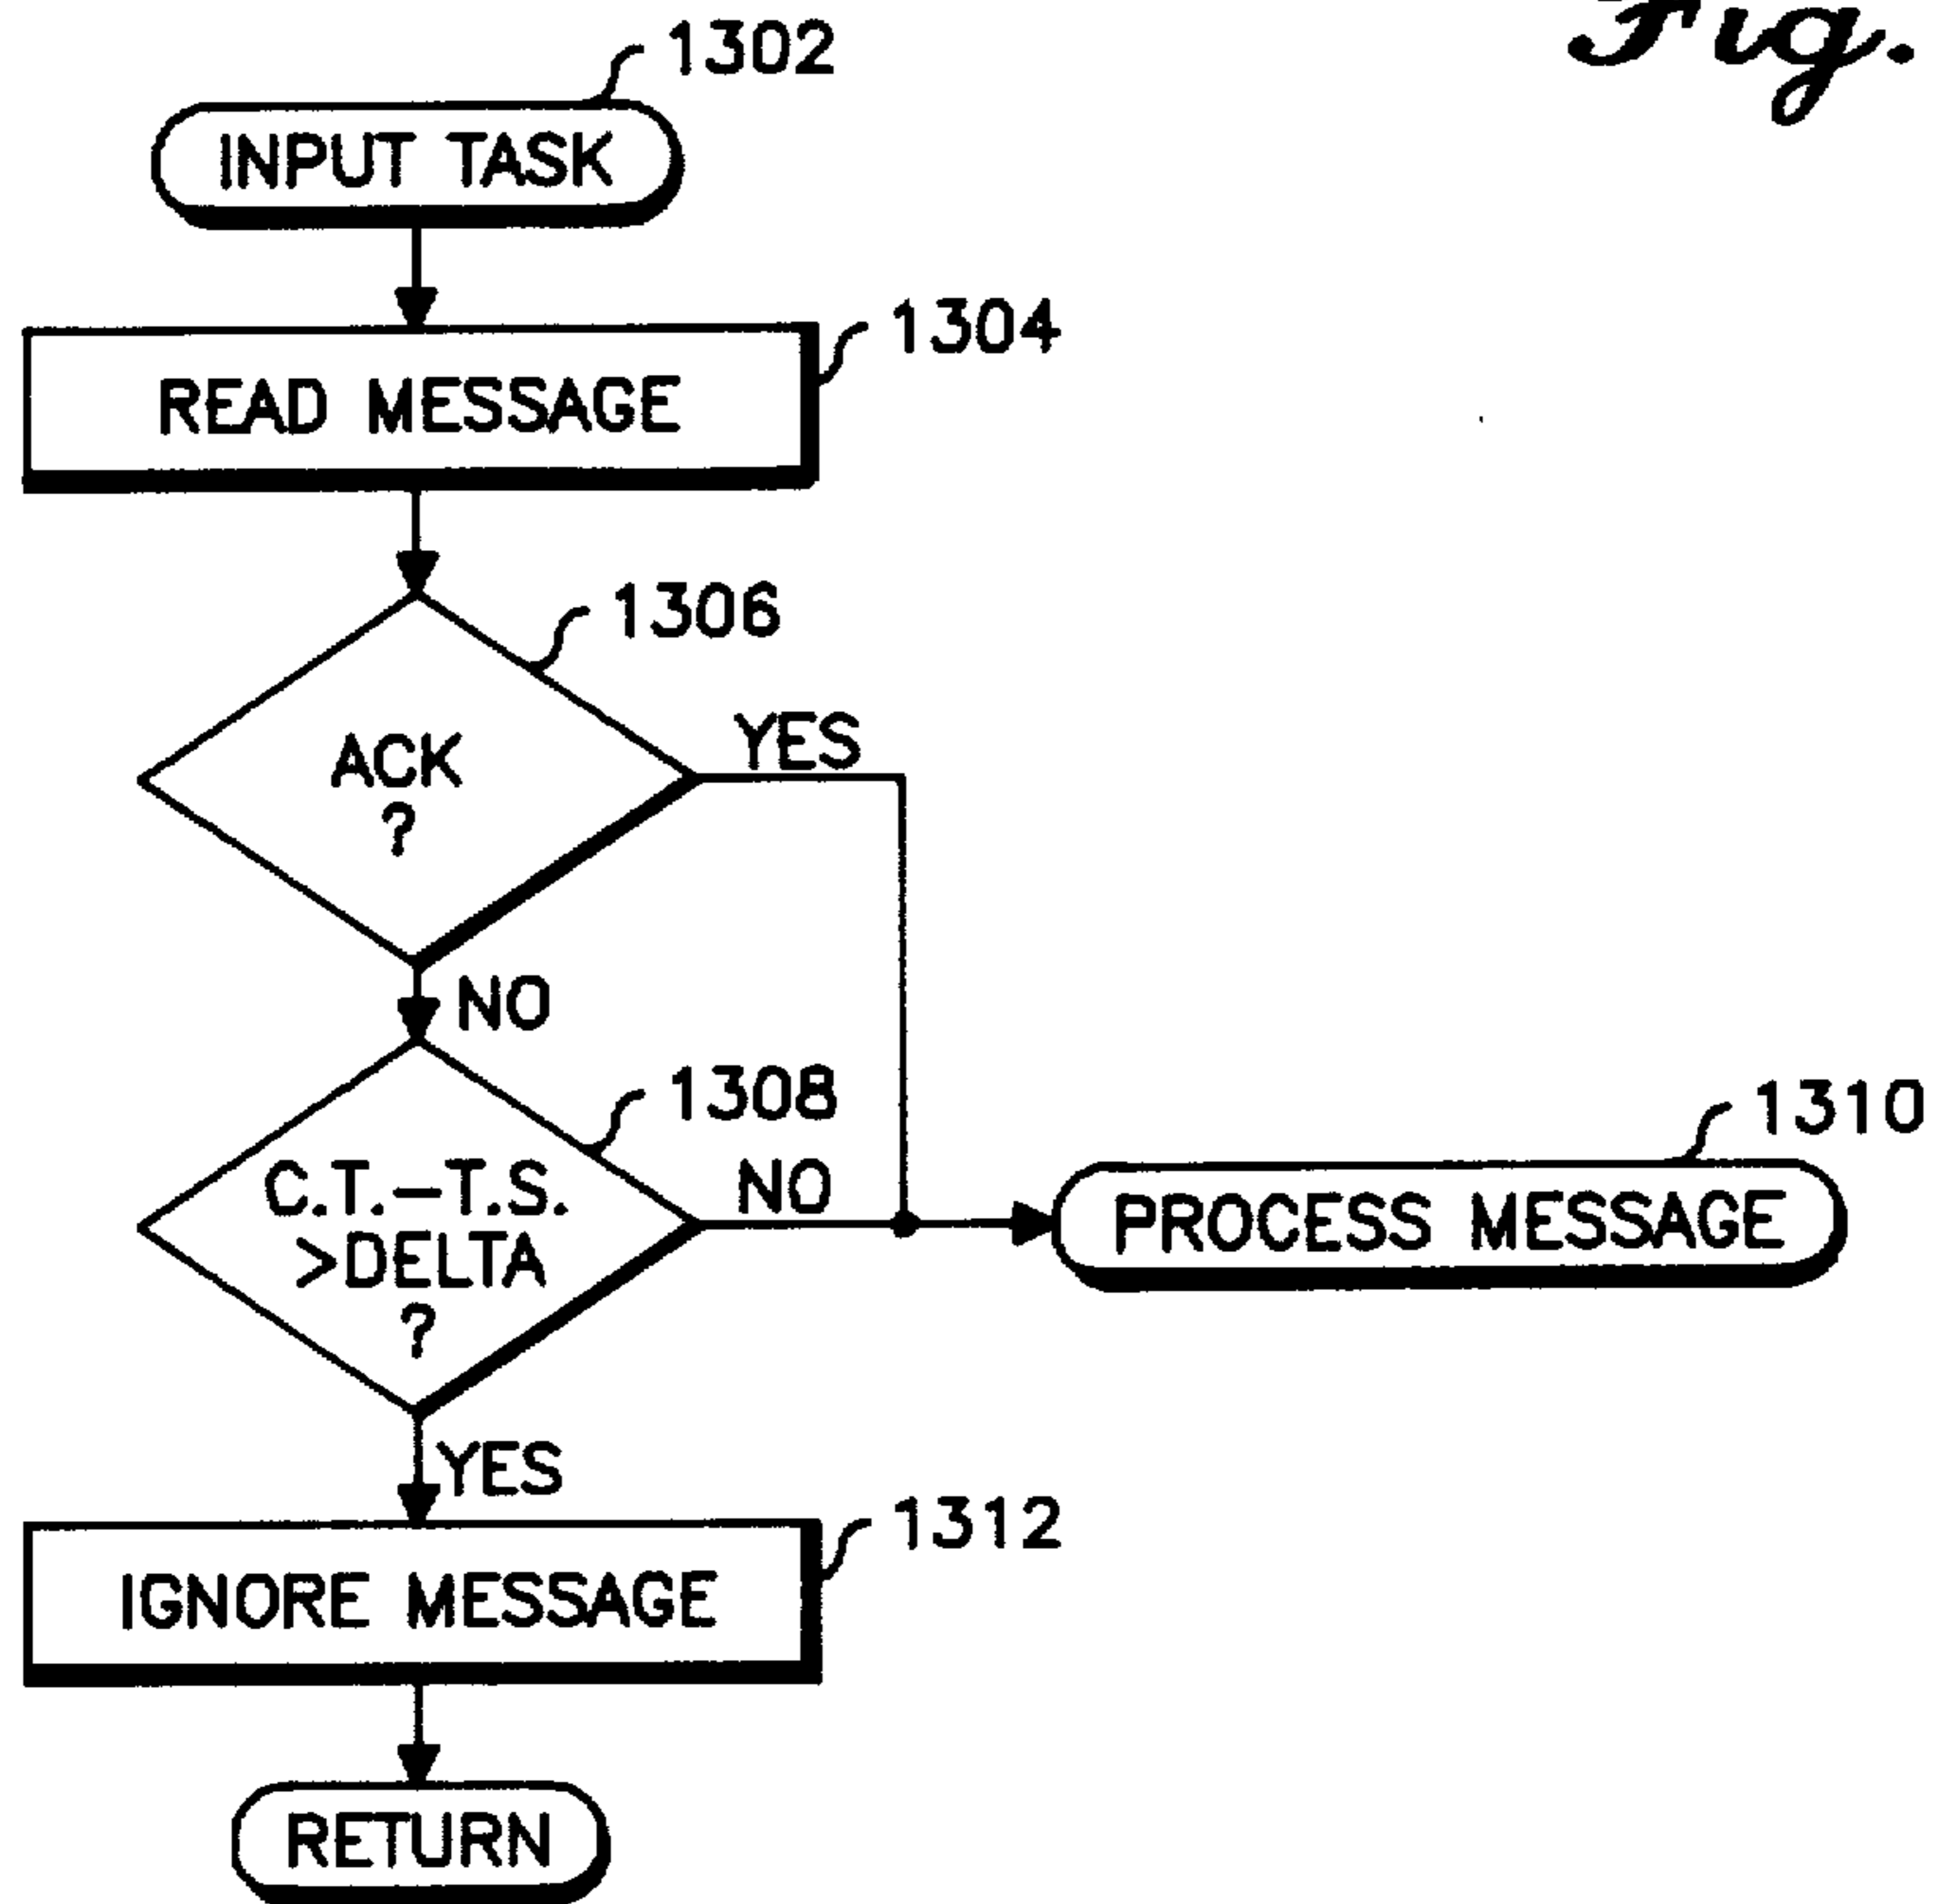 Fig.
1302
INPUT TASK
1304
READ MESSAGE
1306
ACK
?
YES
NO
1308
C.T.–T.S.
>DELTA
?
NO
1310
PROCESS MESSAGE
YES
1312
IGNORE MESSAGE
RETURN